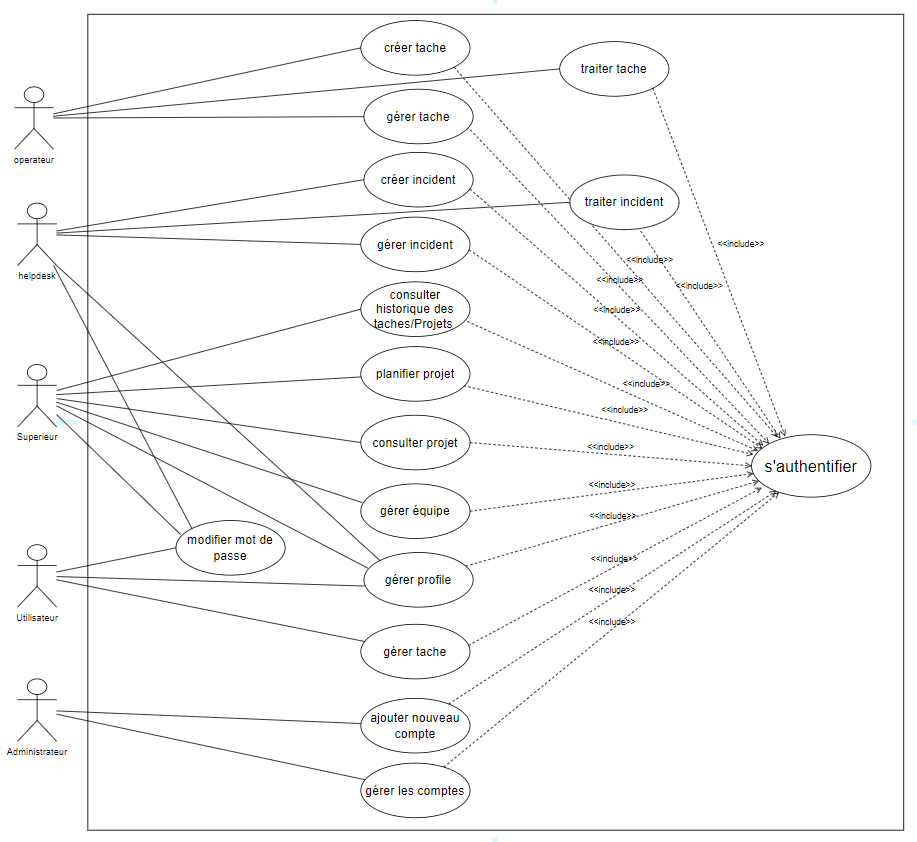 créer tache
traiter tache
gérer tache
operateur
créer incident
traiter incident
gérer incident
helpdesk
consulter
historique des
taches/Projets
planifier projet
Superieur
consulter projet
gérer équipe
modifier mot de
passe
gérer profile
Utilisateur
gérer tache
ajouter nouveau
compte
Administrateur
gérer les comptes
<<include>>
<<include>>
<<include>>
<<include>>
<<include>>
<<include>>
<<include>>
<<include>>
<<include>>
<<include>>
<<include>>
<<include>>
<<include>>
<<include>>
s'authentifier